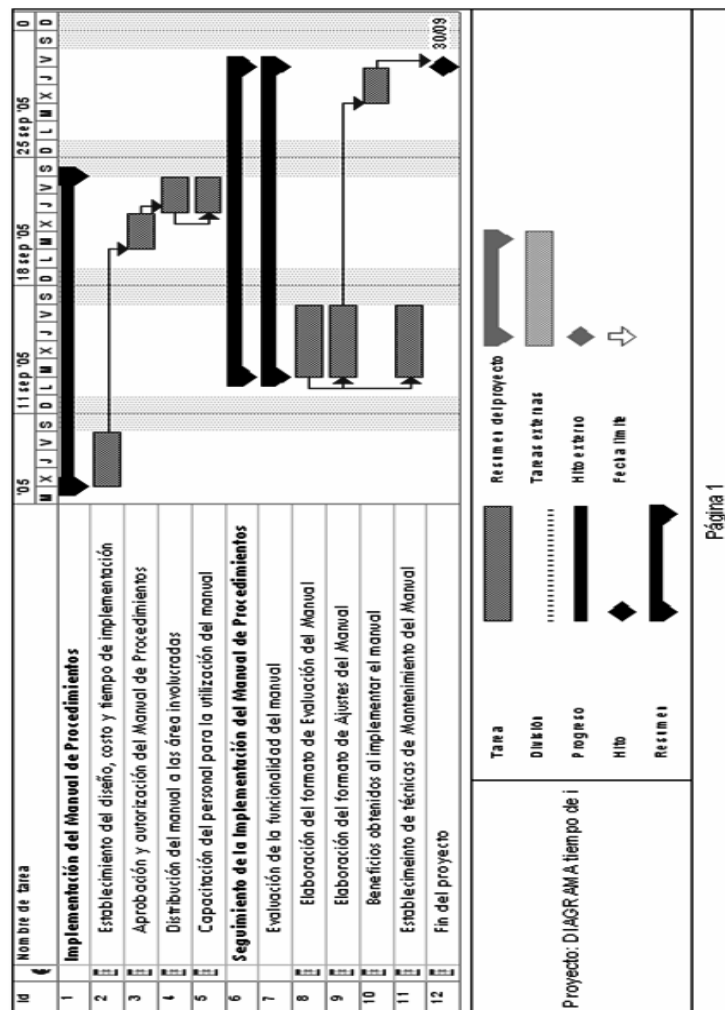 Id Nombre de tarea '05 11 sep '05 18 sep '05 25 sep '05 0
M X J V S D L M X J V S D L M X J V S D L M X J V S D
1 Implementación del Manual de Procedimientos
2 Establecimiento del diseño, costo y tiempo de implementación
3 Aprobación y autorización del Manual de Procedimientos
4 Distribución del manual a las área involucradas
5 Capacitación del personal para la utilización del manual
6 Seguimiento de la Implementación del Manual de Procedimientos
7 Evaluación de la funcionalidad del manual
8 Elaboración del formato de Evaluación del Manual
9 Elaboración del formato de Ajustes del Manual
10 Beneficios obtenidos al implementar el manual
11 Establecimeinto de técnicas de Mantenimiento del Manual
12 Fin del proyecto 30/09
Proyecto: DIAGRAMA tiempo de i
Tarea Resumen del proyecto
División Tareas externas
Progreso Hito externo
Hito Fecha límite
Resumen
Página 1